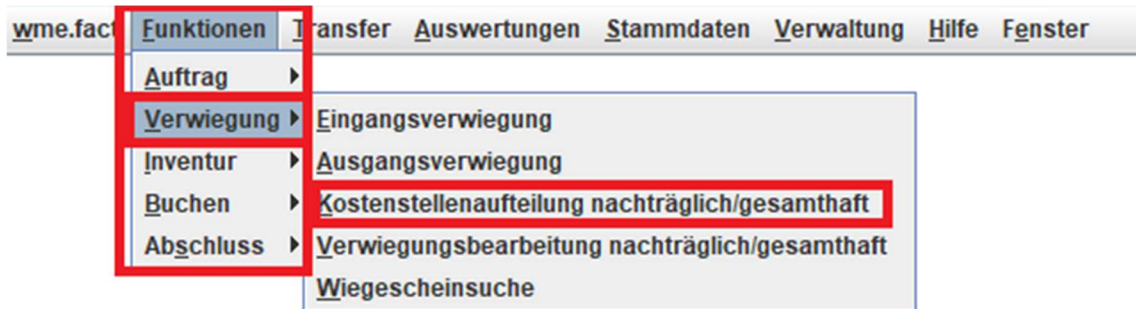 wme.fact Funktionen Transfer Auswertungen Stammdaten Verwaltung Hilfe Fenster
Auftrag
Verwiegung Eingangsverwiegung
Ausgangsverwiegung
Inventur
Kostenstellenaufteilung nachträglich/gesamthaft
Buchen
Verwiegungsbearbeitung nachträglich/gesamthaft
Abschluss
Wiegescheinsuche